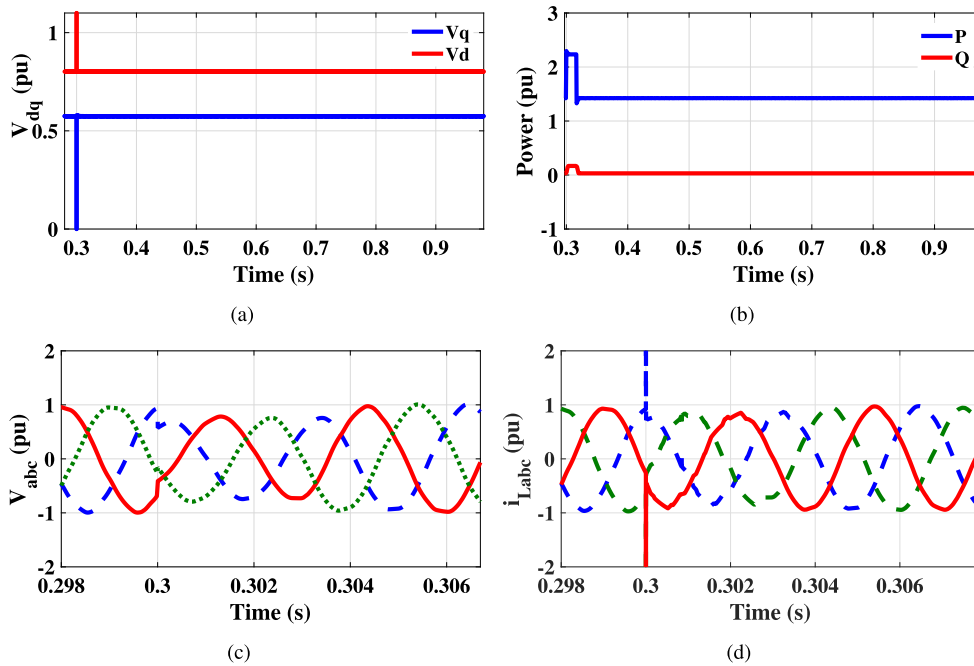 1
0.5
0
V_dq (pu)
Vq
Vd
0.3 0.4 0.5 0.6 0.7 0.8 0.9
Time (s)
(a)
3
2
1
0
-1
Power (pu)
P
Q
0.3 0.4 0.5 0.6 0.7 0.8 0.9
Time (s)
(b)
2
1
0
-1
-2
V_abc (pu)
0.298 0.3 0.302 0.304 0.306
Time (s)
(c)
2
1
0
-1
-2
i_Labc (pu)
0.298 0.3 0.302 0.304 0.306
Time (s)
(d)